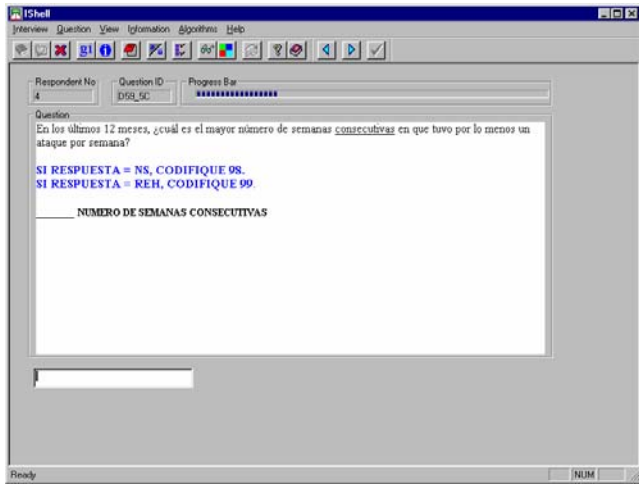 IShell
Interview Question View Information Algorithms Help
gi
Respondent No
Question ID
Progress Bar
4
D59_5C
Question
En los últimos 12 meses, ¿cuál es el mayor número de semanas consecutivas en que tuvo por lo menos un
ataque por semana?
SI RESPUESTA = NS, CODIFIQUE 98.
SI RESPUESTA = REH, CODIFIQUE 99.
_______ NUMERO DE SEMANAS CONSECUTIVAS
Ready
NUM